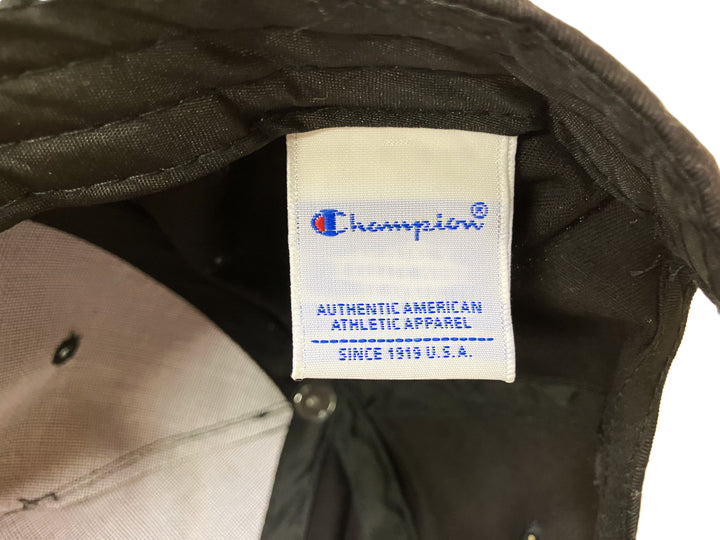 Champion®
AUTHENTIC AMERICAN
ATHLETIC APPAREL
SINCE 1919 U.S.A.